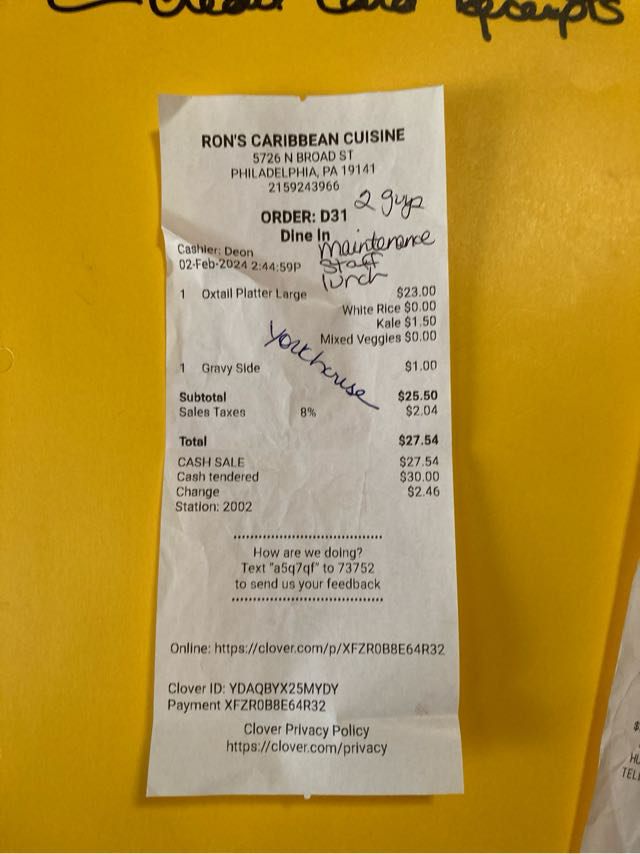 Receipts
RON'S CARIBBEAN CUISINE
5726 N BROAD ST
PHILADELPHIA, PA 19141
2159243966
2 guys
ORDER: D31
Dine In
maintenance
Cashier: Deon
staff
02-Feb-2024 2:44:59P
lunch
1 Oxtail Platter Large $23.00
White Rice $0.00
Kale $1.50
Mixed Veggies $0.00
Youthouse
1 Gravy Side $1.00
Subtotal $25.50
Sales Taxes 8% $2.04
Total $27.54
CASH SALE $27.54
Cash tendered $30.00
Change $2.46
Station: 2002
How are we doing?
Text "a5q7qf" to 73752
to send us your feedback
Online: https://clover.com/p/XFZR0B8E64R32
Clover ID: YDAQBYX25MYDY
Payment XFZR0B8E64R32
Clover Privacy Policy
https://clover.com/privacy